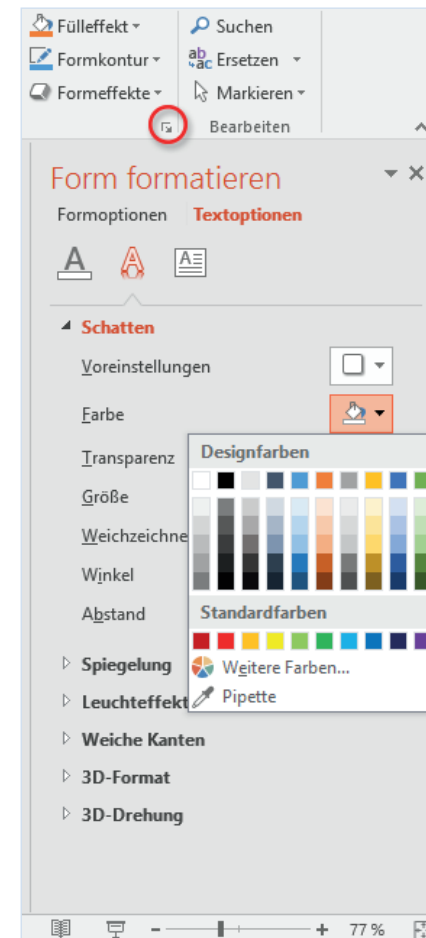 Fülleffekt Suchen
Formkontur Ersetzen
Formeffekte Markieren
Bearbeiten
Form formatieren
Formoptionen Textoptionen
Schatten
Voreinstellungen
Farbe
Designfarben
Transparenz
Größe
Weichzeichne
Winkel
Abstand
Standardfarben
Weitere Farben...
Pipette
Spiegelung
Leuchteffekt
Weiche Kanten
3D-Format
3D-Drehung
77 %